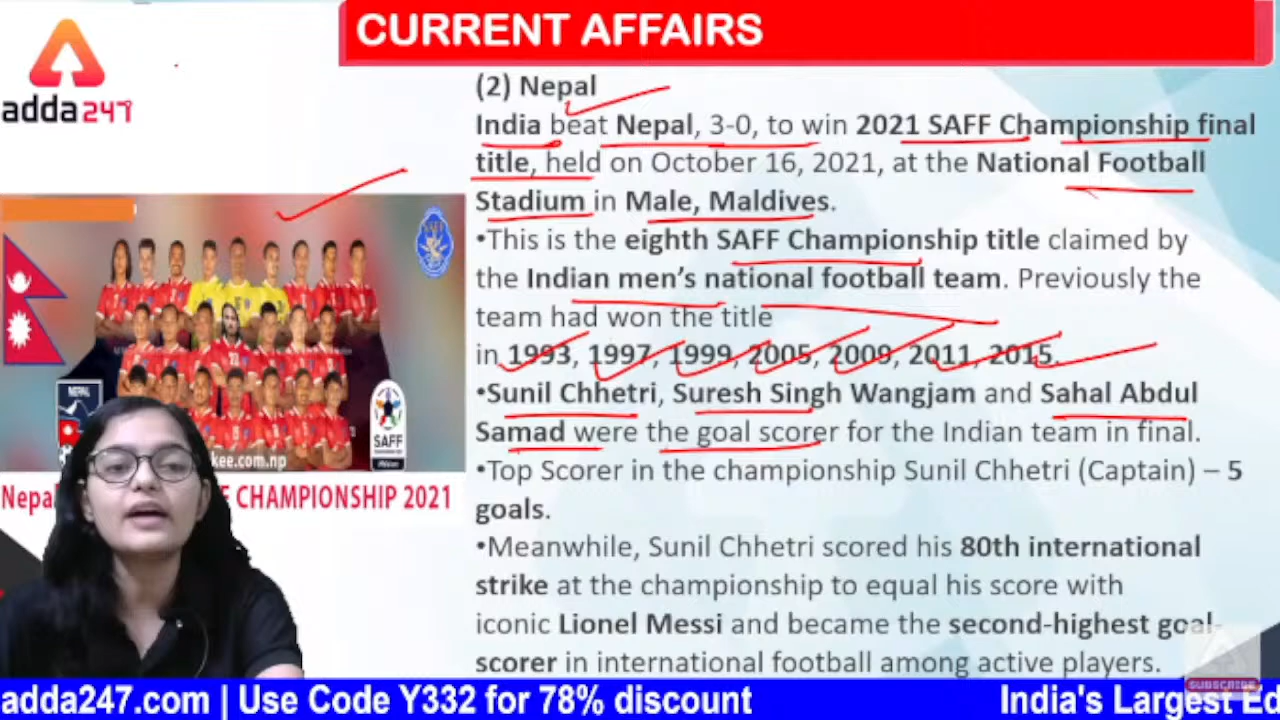 CURRENT AFFAIRS
adda247
(2) Nepal
India beat Nepal, 3-0, to win 2021 SAFF Championship final
title, held on October 16, 2021, at the National Football
Stadium in Male, Maldives.
•This is the eighth SAFF Championship title claimed by
the Indian men's national football team. Previously the
team had won the title
in 1993, 1997, 1999, 2005, 2009, 2011, 2015.
•Sunil Chhetri, Suresh Singh Wangjam and Sahal Abdul
Samad were the goal scorer for the Indian team in final.
•Top Scorer in the championship Sunil Chhetri (Captain) – 5
goals.
•Meanwhile, Sunil Chhetri scored his 80th international
strike at the championship to equal his score with
iconic Lionel Messi and became the second-highest goal-
scorer in international football among active players.
NEPAL
SAFF
kee.com.np
Nepal CHAMPIONSHIP 2021
SUBSCRIBE
adda247.com | Use Code Y332 for 78% discount
India's Largest Ed